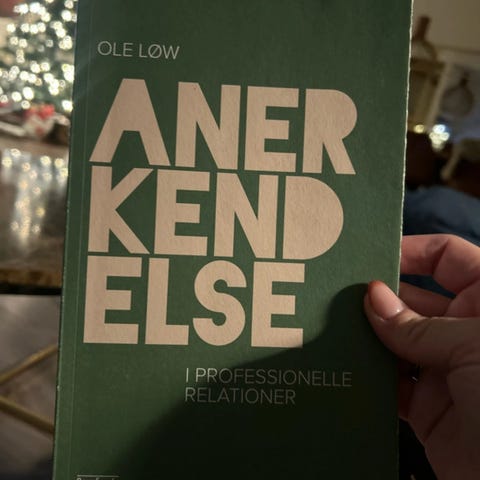 OLE LØW
ANER
KEND
ELSE
I PROFESSIONELLE
RELATIONER